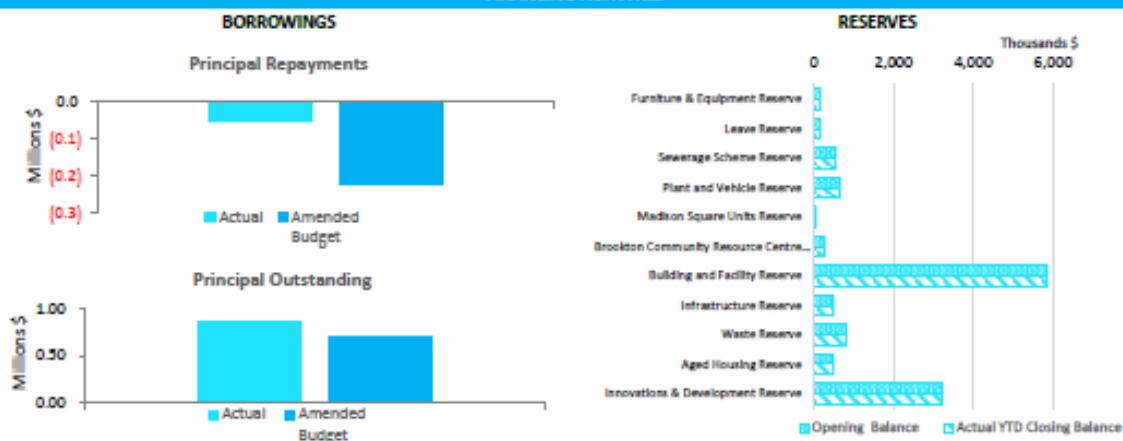 BORROWINGS
Principal Repayments
Millions $
0.0
(0.1)
(0.2)
(0.3)
Actual
Amended
Budget
Principal Outstanding
Millions $
1.00
0.50
0.00
Actual
Amended
Budget
RESERVES
Thousands $
0 2,000 4,000 6,000
Furniture & Equipment Reserve
Leave Reserve
Sewerage Scheme Reserve
Plant and Vehicle Reserve
Madison Square Units Reserve
Brookton Community Resource Centre...
Building and Facility Reserve
Infrastructure Reserve
Waste Reserve
Aged Housing Reserve
Innovations & Development Reserve
Opening Balance
Actual YTD Closing Balance